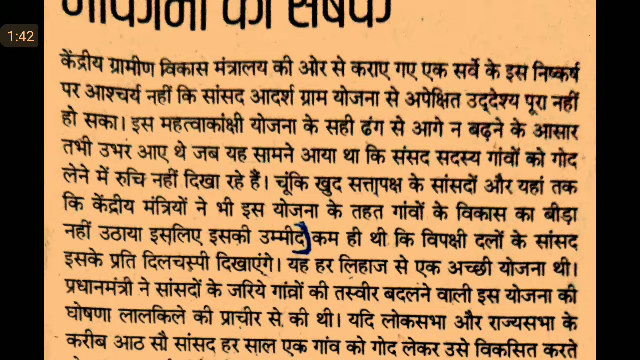 1:42
नाकामी का सबक
केंद्रीय ग्रामीण विकास मंत्रालय की ओर से कराए गए एक सर्वे के इस निष्कर्ष
पर आश्चर्य नहीं कि सांसद आदर्श ग्राम योजना से अपेक्षित उद्देश्य पूरा नहीं
हो सका। इस महत्वाकांक्षी योजना के सही ढंग से आगे न बढ़ने के आसार
तभी उभर आए थे जब यह सामने आया था कि संसद सदस्य गांवों को गोद
लेने में रुचि नहीं दिखा रहे हैं। चूंकि खुद सत्तापक्ष के सांसदों और यहां तक
कि केंद्रीय मंत्रियों ने भी इस योजना के तहत गांवों के विकास का बीड़ा
नहीं उठाया इसलिए इसकी उम्मीद कम ही थी कि विपक्षी दलों के सांसद
इसके प्रति दिलचस्पी दिखाएंगे। यह हर लिहाज से एक अच्छी योजना थी।
प्रधानमंत्री ने सांसदों के जरिये गांवों की तस्वीर बदलने वाली इस योजना की
घोषणा लालकिले की प्राचीर से की थी। यदि लोकसभा और राज्यसभा के
करीब आठ सौ सांसद हर साल एक गांव को गोद लेकर उसे विकसित करते